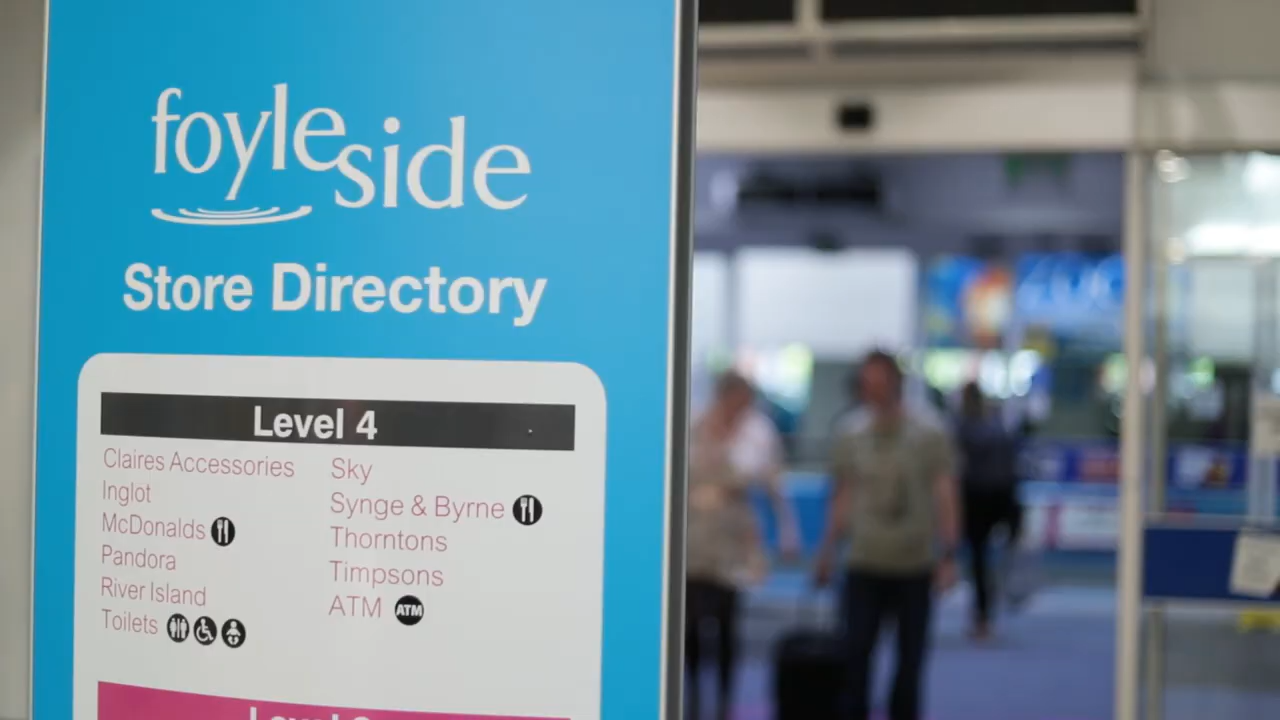 foyleside
Store Directory
Level 4
Claires Accessories
Inglot
McDonalds
Pandora
River Island
Toilets
Sky
Synge & Byrne
Thorntons
Timpsons
ATM ATM
Level